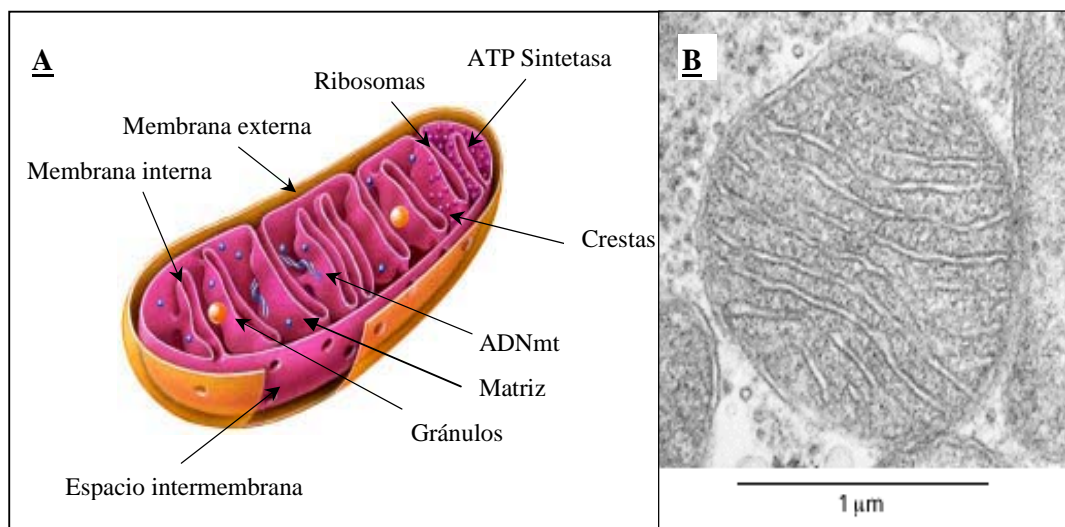 A
ATP Sintetasa
Ribosomas
Membrana externa
Membrana interna
Crestas
ADNmt
Matriz
Gránulos
Espacio intermembrana
B
1 μm